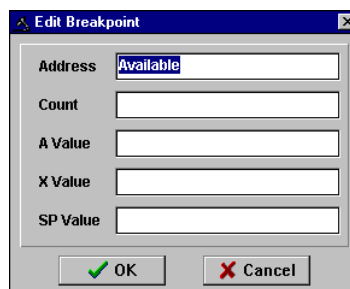 Edit Breakpoint
Address Available
Count
A Value
X Value
SP Value
OK Cancel